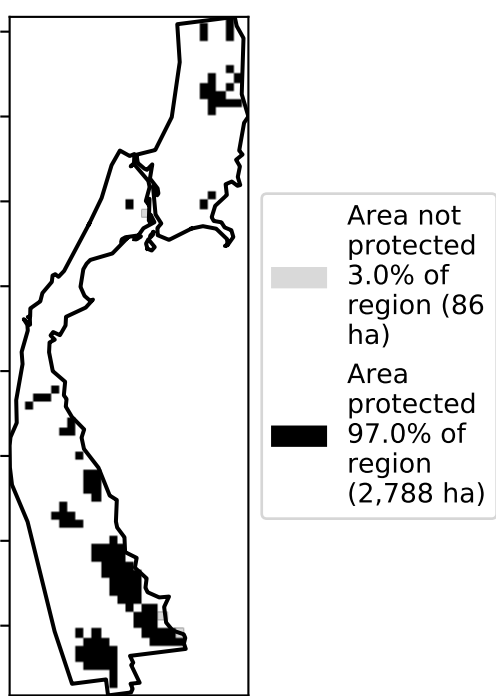 Area not
protected
3.0% of
region (86
ha)
Area
protected
97.0% of
region
(2,788 ha)